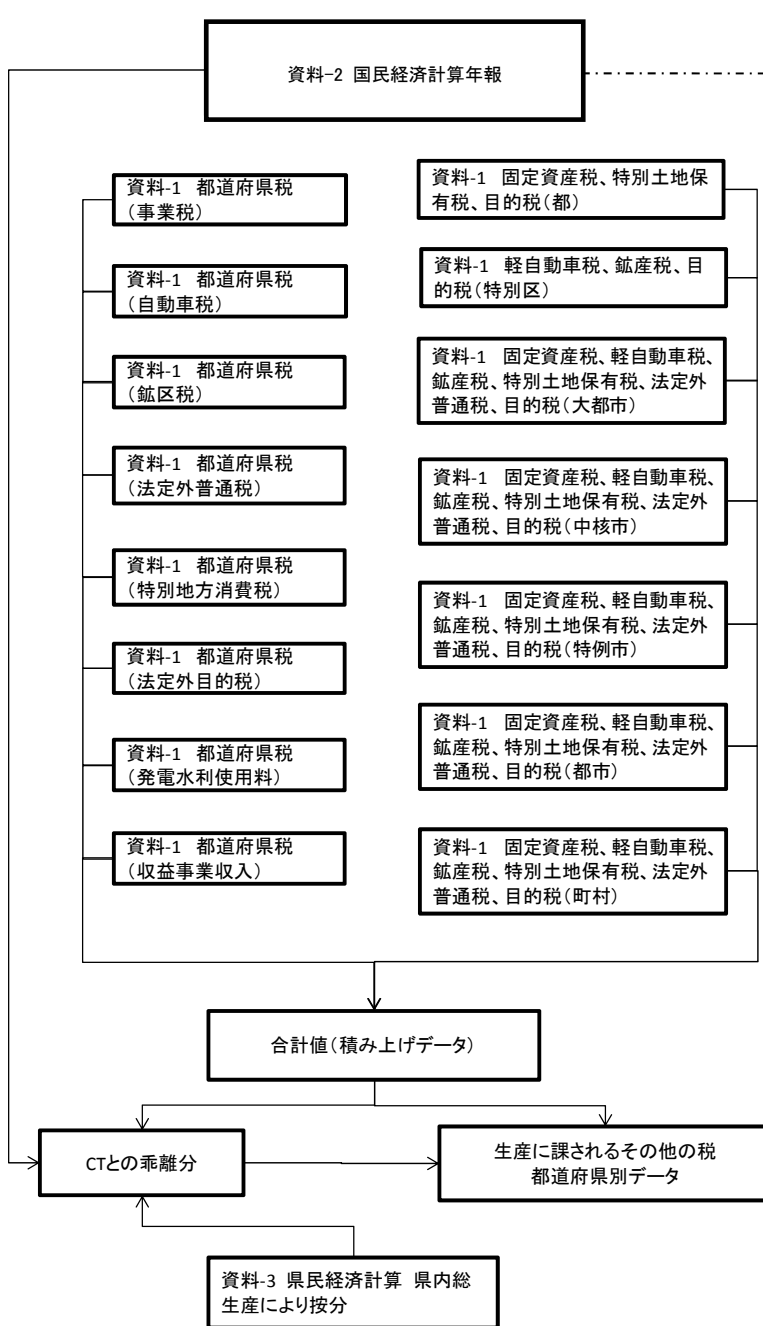 資料-2 国民経済計算年報
資料-1 都道府県税
（事業税）
資料-1 都道府県税
（自動車税）
資料-1 都道府県税
（鉱区税）
資料-1 都道府県税
（法定外普通税）
資料-1 都道府県税
（特別地方消費税）
資料-1 都道府県税
（法定外目的税）
資料-1 都道府県税
（発電水利使用料）
資料-1 都道府県税
（収益事業収入）
資料-1 固定資産税、特別土地保
有税、目的税（都）
資料-1 軽自動車税、鉱産税、目
的税（特別区）
資料-1 固定資産税、軽自動車税、
鉱産税、特別土地保有税、法定外
普通税、目的税（大都市）
資料-1 固定資産税、軽自動車税、
鉱産税、特別土地保有税、法定外
普通税、目的税（中核市）
資料-1 固定資産税、軽自動車税、
鉱産税、特別土地保有税、法定外
普通税、目的税（特例市）
資料-1 固定資産税、軽自動車税、
鉱産税、特別土地保有税、法定外
普通税、目的税（都市）
資料-1 固定資産税、軽自動車税、
鉱産税、特別土地保有税、法定外
普通税、目的税（町村）
合計値（積み上げデータ）
CTとの乖離分
生産に課されるその他の税
都道府県別データ
資料-3 県民経済計算 県内総
生産により按分